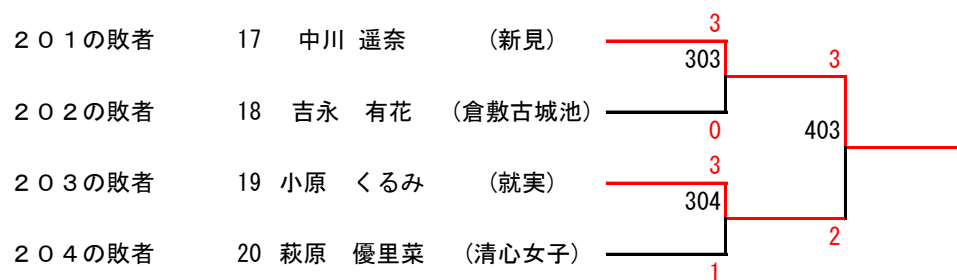 3
２０１の敗者 17 中川 遥奈 (新見)
303 3
２０２の敗者 18 吉永 有花 (倉敷古城池)
0 403
3
２０３の敗者 19 小原 くるみ (就実)
304
2
２０４の敗者 20 萩原 優里菜 (清心女子)
1